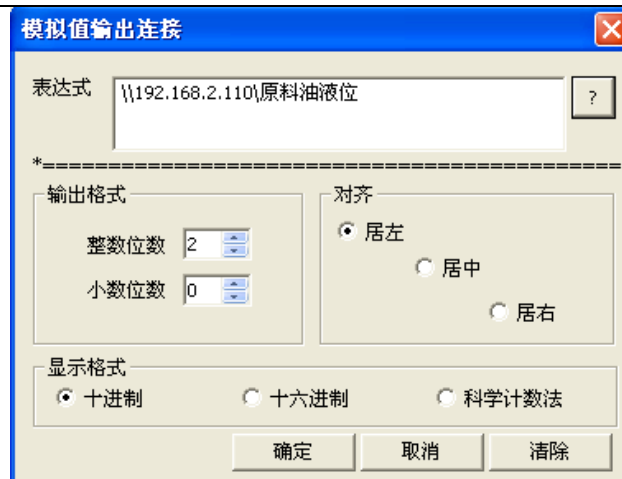 模拟值输出连接
表达式
\\192.168.2.110\原料油液位
?
*=============================================
输出格式
整数位数 2
小数位数 0
对齐
居左
居中
居右
显示格式
十进制 十六进制 科学计数法
确定 取消 清除